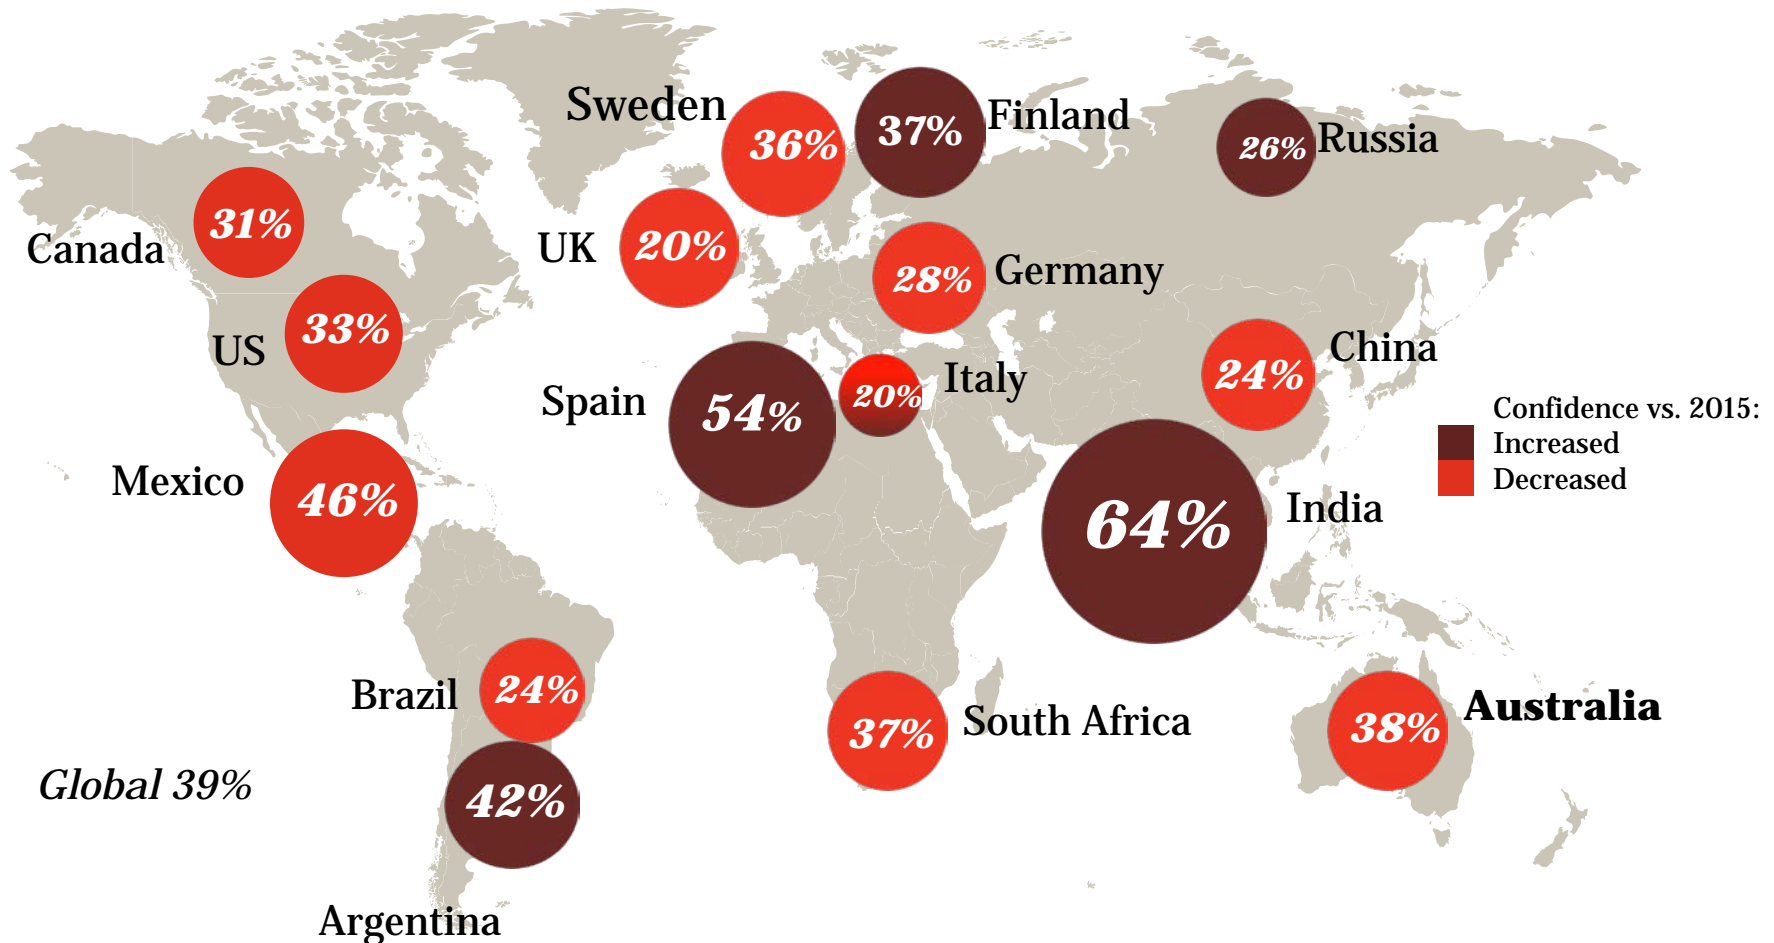 Sweden
36%
37%
Finland
26%
Russia
31%
Canada
UK
20%
28%
Germany
33%
US
China
24%
Spain
54%
20%
Italy
Confidence vs. 2015:
Increased
Decreased
Mexico
46%
64%
India
Brazil
24%
37%
South Africa
38%
Australia
Global 39%
42%
Argentina